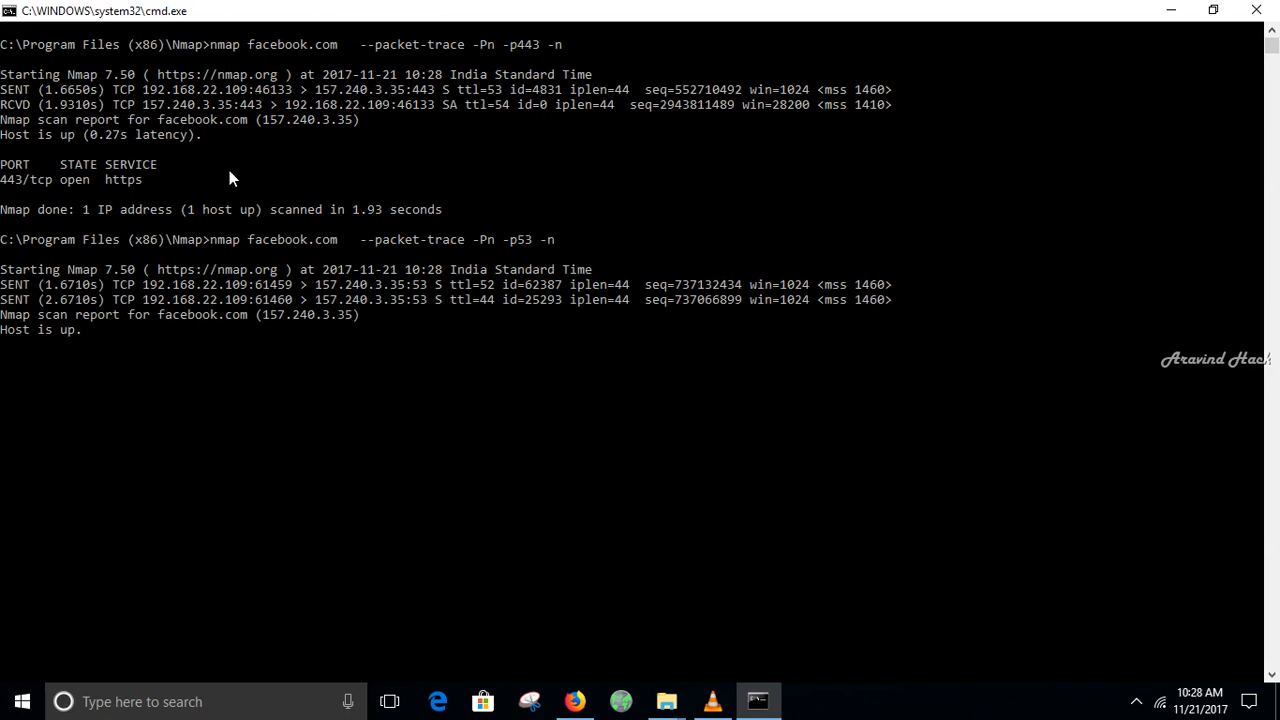 C:\WINDOWS\system32\cmd.exe
C:\Program Files (x86)\Nmap>nmap facebook.com   --packet-trace -Pn -p443 -n
Starting Nmap 7.50 ( https://nmap.org ) at 2017-11-21 10:28 India Standard Time
SENT (1.6650s) TCP 192.168.22.109:46133 > 157.240.3.35:443 S ttl=53 id=4831 iplen=44  seq=552710492 win=1024 <mss 1460>
RCVD (1.9310s) TCP 157.240.3.35:443 > 192.168.22.109:46133 SA ttl=54 id=0 iplen=44  seq=2943811489 win=28200 <mss 1410>
Nmap scan report for facebook.com (157.240.3.35)
Host is up (0.27s latency).
PORT    STATE SERVICE
443/tcp open  https
Nmap done: 1 IP address (1 host up) scanned in 1.93 seconds
C:\Program Files (x86)\Nmap>nmap facebook.com   --packet-trace -Pn -p53 -n
Starting Nmap 7.50 ( https://nmap.org ) at 2017-11-21 10:28 India Standard Time
SENT (1.6710s) TCP 192.168.22.109:61459 > 157.240.3.35:53 S ttl=52 id=62387 iplen=44  seq=737132434 win=1024 <mss 1460>
SENT (2.6710s) TCP 192.168.22.109:61460 > 157.240.3.35:53 S ttl=44 id=25293 iplen=44  seq=737066899 win=1024 <mss 1460>
Nmap scan report for facebook.com (157.240.3.35)
Host is up.
Aravind Hack
Type here to search
10:28 AM
11/21/2017